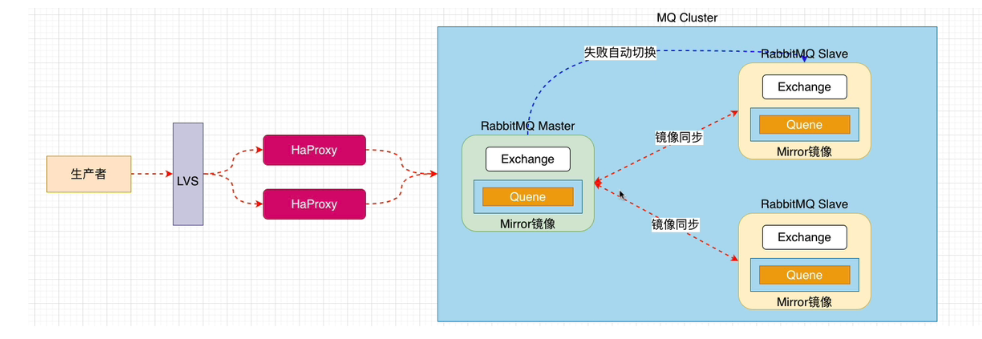 MQ Cluster
失败自动切换
RabbitMQ Slave
Exchange
Quene
Mirror镜像
RabbitMQ Master
Exchange
Quene
Mirror镜像
镜像同步
镜像同步
生产者
LVS
HaProxy
HaProxy
RabbitMQ Slave
Exchange
Quene
Mirror镜像